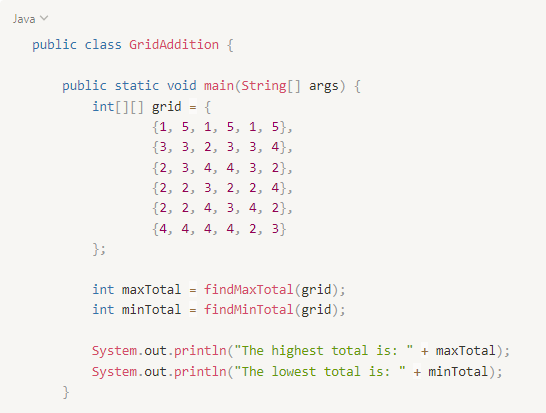 Java
public class GridAddition {
public static void main(String[] args) {
int[][] grid = {
{1, 5, 1, 5, 1, 5},
{3, 3, 2, 3, 3, 4},
{2, 3, 4, 4, 3, 2},
{2, 2, 3, 2, 2, 4},
{2, 2, 4, 3, 4, 2},
{4, 4, 4, 4, 2, 3}
};
int maxTotal = findMaxTotal(grid);
int minTotal = findMinTotal(grid);
System.out.println("The highest total is: " + maxTotal);
System.out.println("The lowest total is: " + minTotal);
}